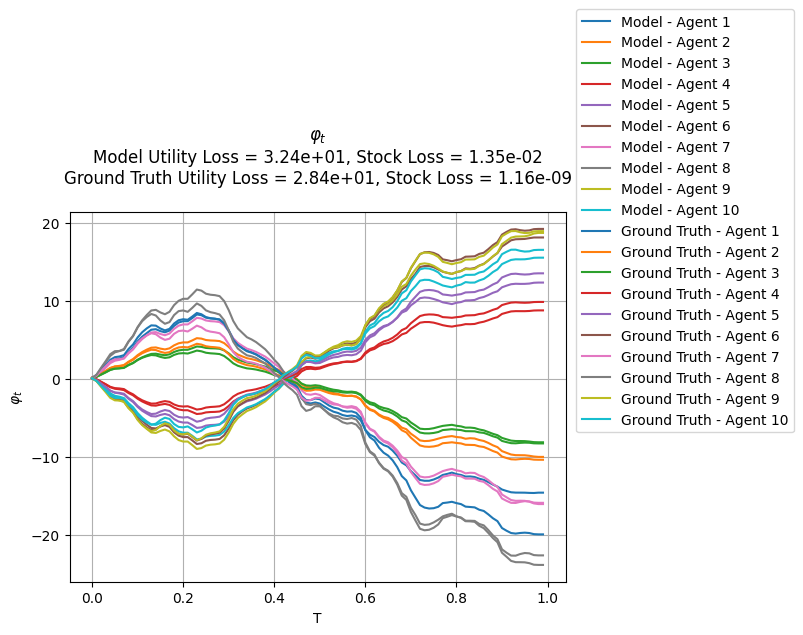 φt
Model Utility Loss = 3.24e+01, Stock Loss = 1.35e-02
Ground Truth Utility Loss = 2.84e+01, Stock Loss = 1.16e-09
20
10
0
−10
−20
φt
0.0
0.2
0.4
0.6
0.8
1.0
T
Model - Agent 1
Model - Agent 2
Model - Agent 3
Model - Agent 4
Model - Agent 5
Model - Agent 6
Model - Agent 7
Model - Agent 8
Model - Agent 9
Model - Agent 10
Ground Truth - Agent 1
Ground Truth - Agent 2
Ground Truth - Agent 3
Ground Truth - Agent 4
Ground Truth - Agent 5
Ground Truth - Agent 6
Ground Truth - Agent 7
Ground Truth - Agent 8
Ground Truth - Agent 9
Ground Truth - Agent 10